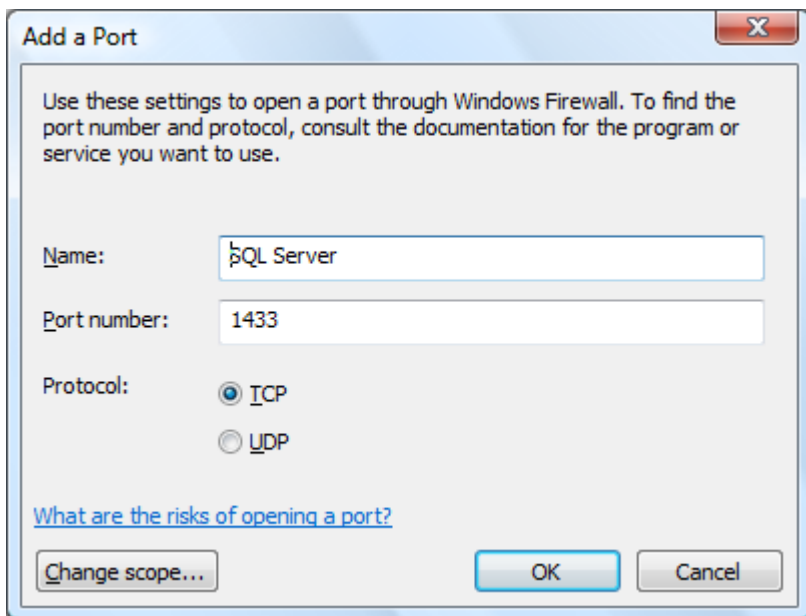 Add a Port
Use these settings to open a port through Windows Firewall. To find the
port number and protocol, consult the documentation for the program or
service you want to use.
Name: SQL Server
Port number: 1433
Protocol: TCP
UDP
What are the risks of opening a port?
Change scope... OK Cancel